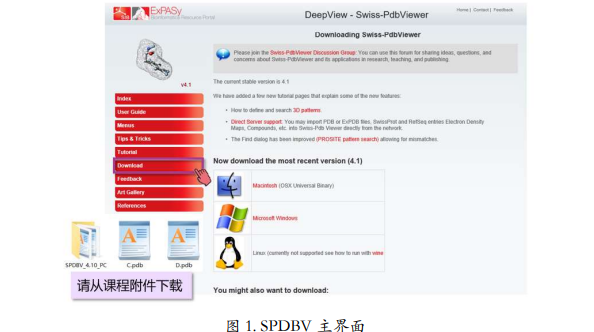 SIB ExPASy
Bioinformatics Resource Portal
DeepView - Swiss-PdbViewer
Home | Contact | Feedback
v4.1
Index
User Guide
Menus
Tips & Tricks
Tutorial
Download
Feedback
Art Gallery
References
Downloading Swiss-PdbViewer
Please join the Swiss-PdbViewer Discussion Group: You can use this forum for sharing ideas, questions, and
concerns about Swiss-PdbViewer and its applications in research, teaching, and publishing
The current stable version is 4.1
We have added a few new tutorial pages that explain some of the new features:
• How to define and search 3D patterns.
• Direct Server support: You may import PDB or ExPDB files, SwissProt and RefSeq entries Electron Density
Maps, Compounds, etc. into Swiss-Pdb Viewer directly from the network.
• The Find dialog has been improved (PROSITE pattern search) allowing for mismatches.
Now download the most recent version (4.1)
Macintosh (OSX Universal Binary)
Microsoft Windows
Linux (currently not supported see how to run with wine
You might also want to download:
SPDBV_4.10_PC
C.pdb
D.pdb
请从课程附件下载
图 1. SPDBV 主界面